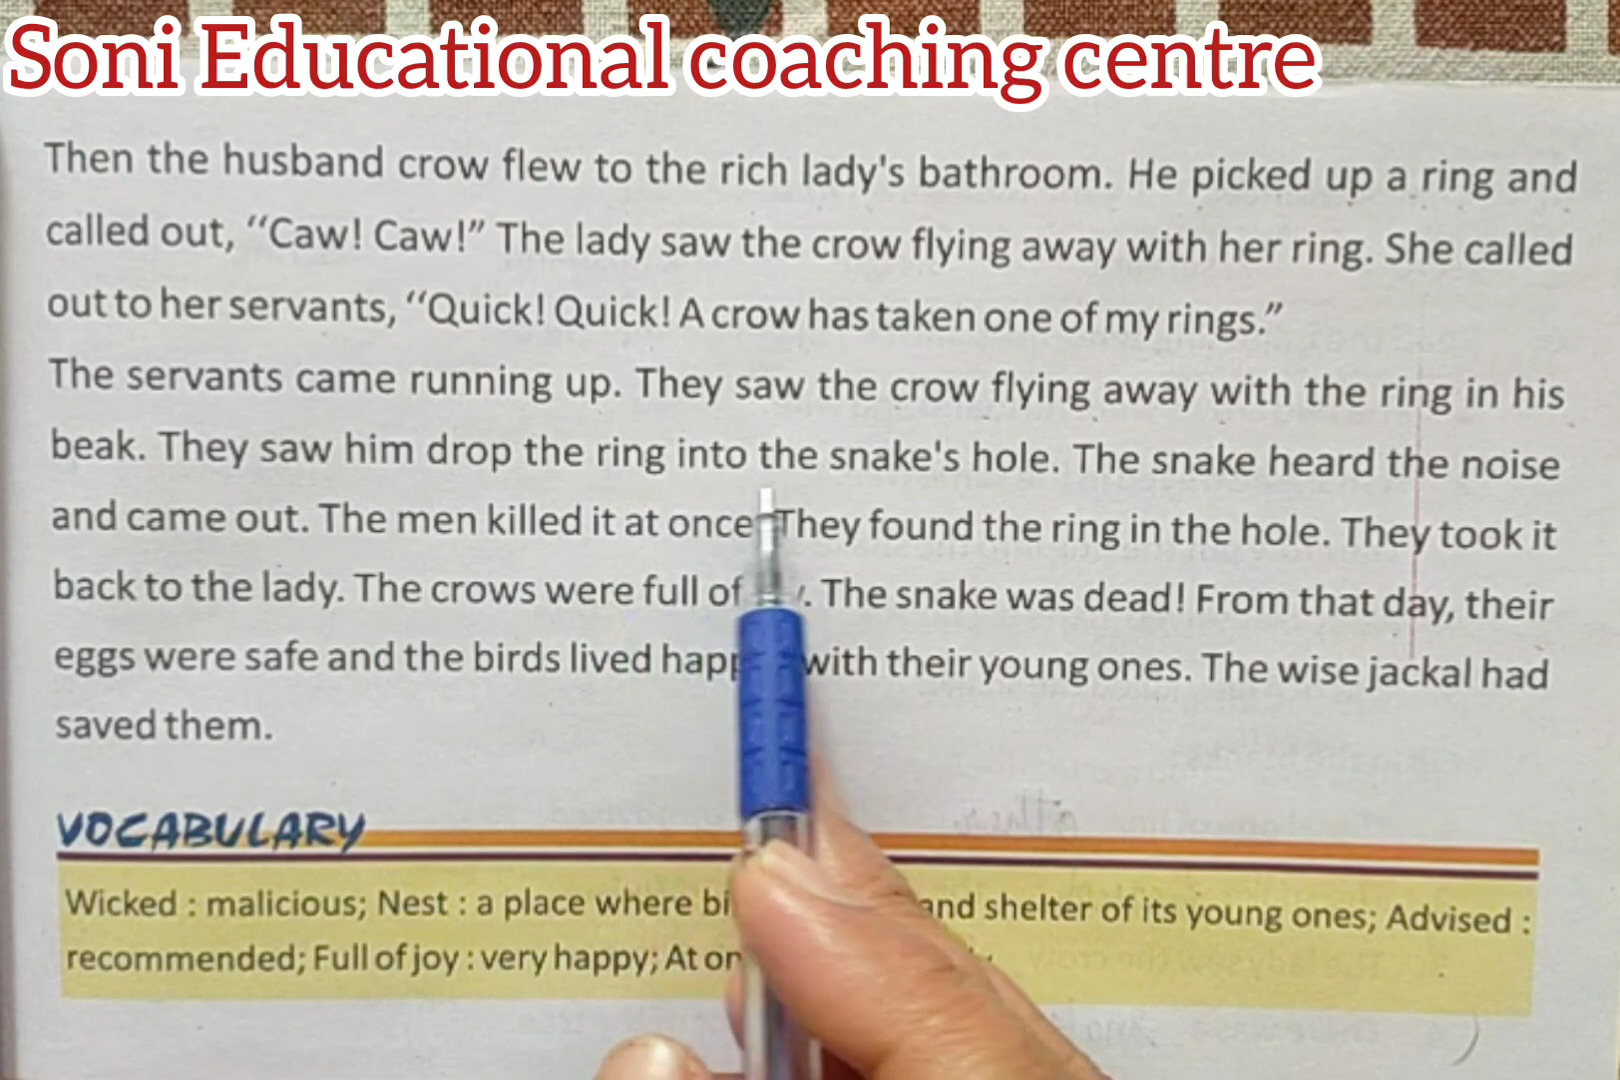 Soni Educational coaching centre
Then the husband crow flew to the rich lady's bathroom. He picked up a ring and
called out, ‘‘Caw! Caw!” The lady saw the crow flying away with her ring. She called
out to her servants, ‘‘Quick! Quick! A crow has taken one of my rings.”
The servants came running up. They saw the crow flying away with the ring in his
beak. They saw him drop the ring into the snake's hole. The snake heard the noise
and came out. The men killed it at once They found the ring in the hole. They took it
back to the lady. The crows were full of . The snake was dead! From that day, their
eggs were safe and the birds lived with their young ones. The wise jackal had
saved them.
VOCABULARY
Wicked : malicious; Nest : a place where and shelter of its young ones; Advised :
recommended; Full of joy : very happy; At